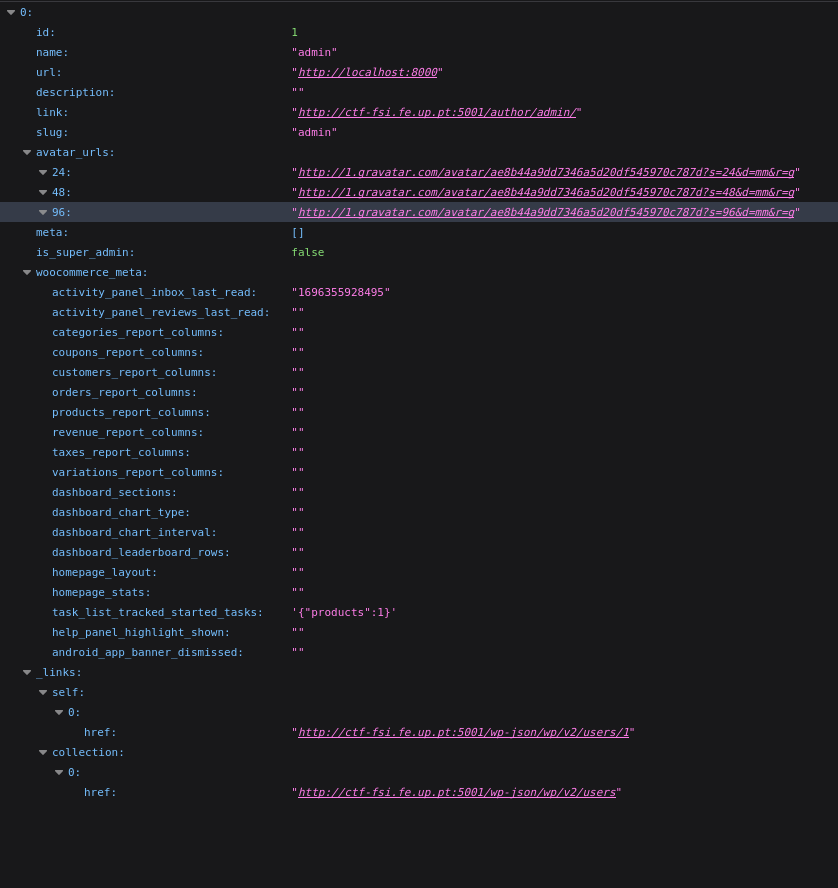 0:
id: 1
name: "admin"
url: "http://localhost:8000"
description: ""
link: "http://ctf-fsi.fe.up.pt:5001/author/admin/"
slug: "admin"
avatar_urls:
24: "http://1.gravatar.com/avatar/ae8b44a9dd7346a5d20df545970c787d?s=24&d=mm&r=g"
48: "http://1.gravatar.com/avatar/ae8b44a9dd7346a5d20df545970c787d?s=48&d=mm&r=g"
96: "http://1.gravatar.com/avatar/ae8b44a9dd7346a5d20df545970c787d?s=96&d=mm&r=g"
meta: []
is_super_admin: false
woocommerce_meta:
activity_panel_inbox_last_read: "1696355928495"
activity_panel_reviews_last_read: ""
categories_report_columns: ""
coupons_report_columns: ""
customers_report_columns: ""
orders_report_columns: ""
products_report_columns: ""
revenue_report_columns: ""
taxes_report_columns: ""
variations_report_columns: ""
dashboard_sections: ""
dashboard_chart_type: ""
dashboard_chart_interval: ""
dashboard_leaderboard_rows: ""
homepage_layout: ""
homepage_stats: ""
task_list_tracked_started_tasks: '{"products":1}'
help_panel_highlight_shown: ""
android_app_banner_dismissed: ""
_links:
self:
0:
href: "http://ctf-fsi.fe.up.pt:5001/wp-json/wp/v2/users/1"
collection:
0:
href: "http://ctf-fsi.fe.up.pt:5001/wp-json/wp/v2/users"